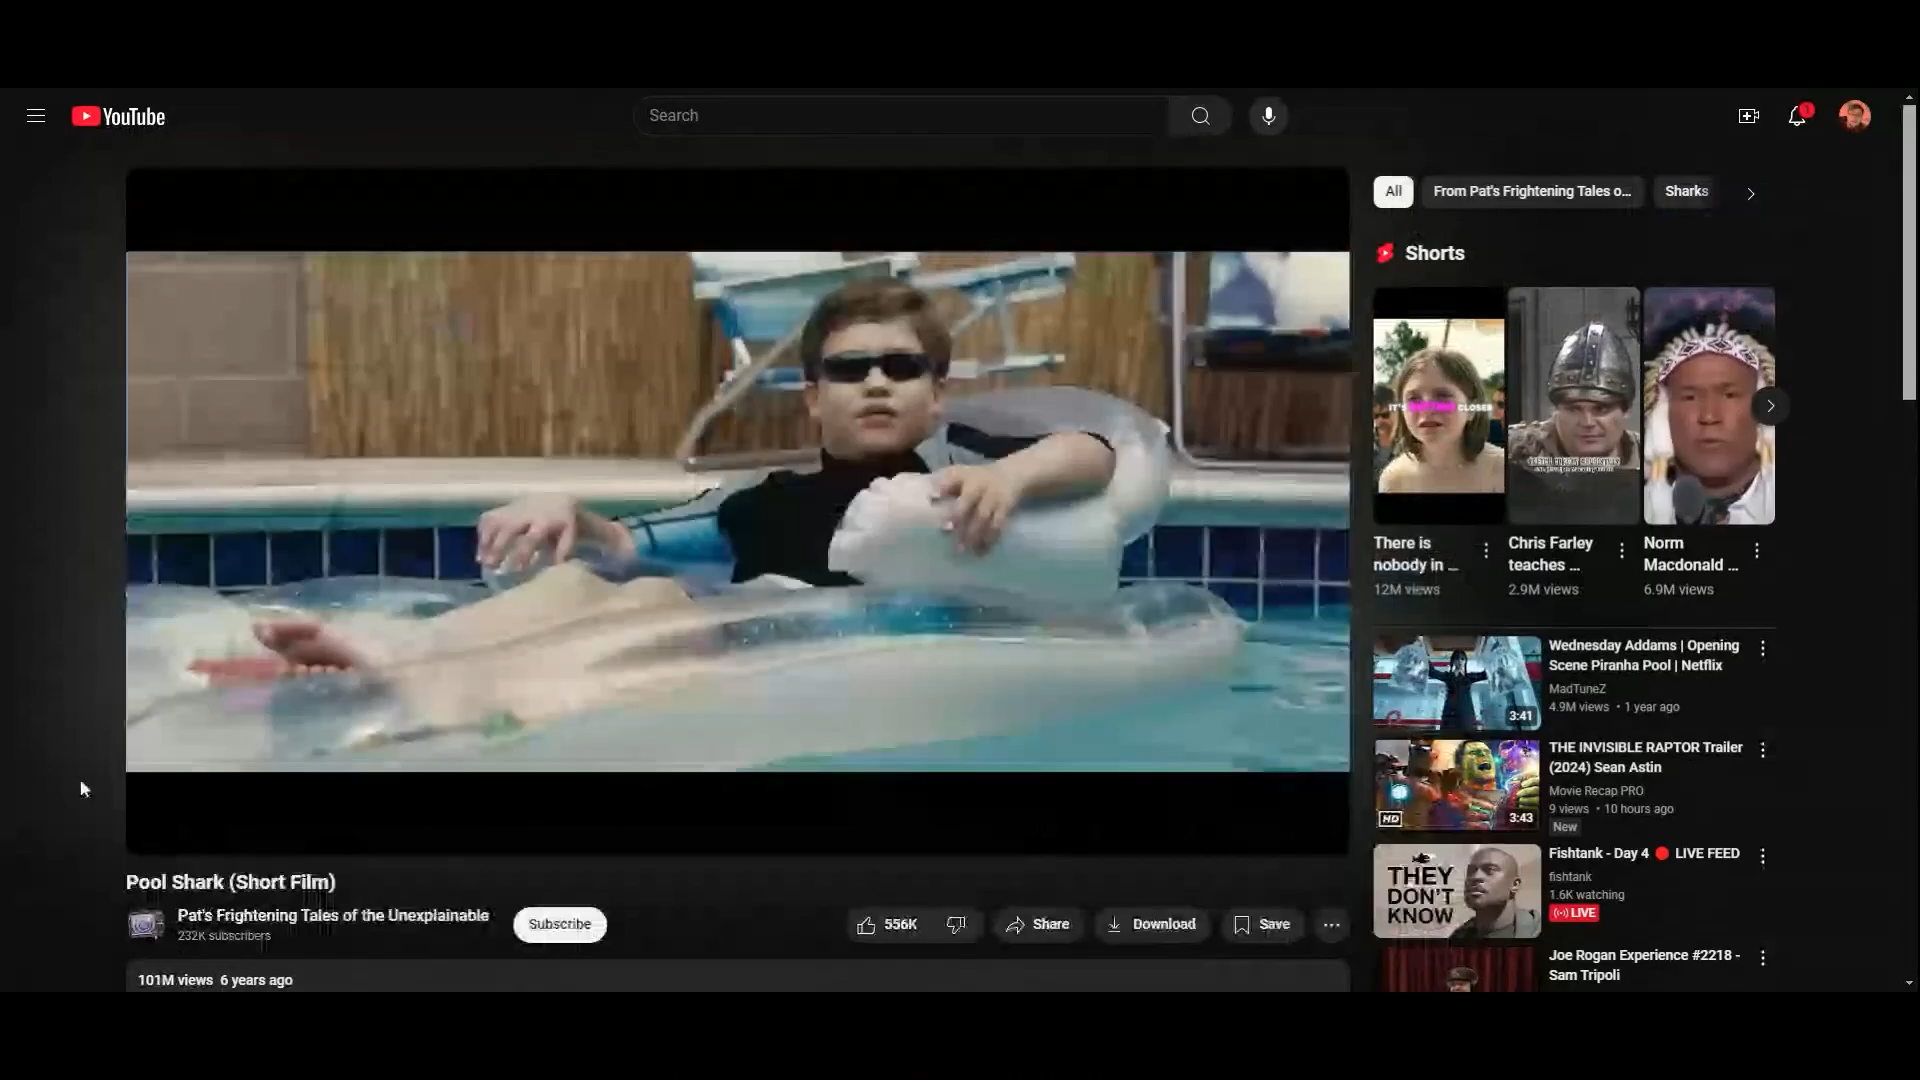 YouTube
Search
1
All
From Pat's Frightening Tales o...
Sharks
Shorts
IT'S
CLOSER
There is
nobody in ...
12M views
Chris Farley
teaches ...
2.9M views
Norm
Macdonald ...
6.9M views
Wednesday Addams | Opening
Scene Piranha Pool | Netflix
MadTuneZ
4.9M views • 1 year ago
3:41
THE INVISIBLE RAPTOR Trailer
(2024) Sean Astin
Movie Recap PRO
9 views • 10 hours ago
New
HD
3:43
THEY
DON'T
KNOW
Fishtank - Day 4 🔴 LIVE FEED
fishtank
1.6K watching
LIVE
Joe Rogan Experience #2218 -
Sam Tripoli
Pool Shark (Short Film)
Pat's Frightening Tales of the Unexplainable
232K subscribers
Subscribe
556K
Share
Download
Save
101M views 6 years ago